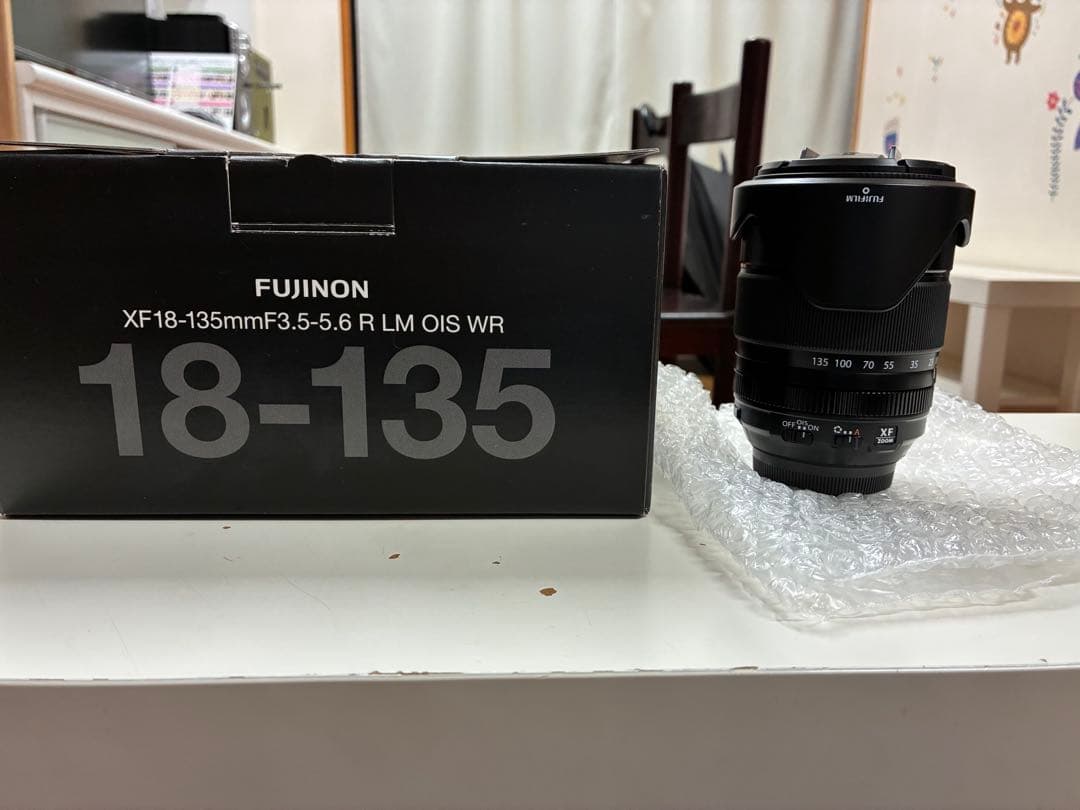 FUJINON
XF18-135mmF3.5-5.6 R LM OIS WR
18-135
FUJIFILM
135 100 70 55 35
OIS
OFF ON
A
XF
ZOOM